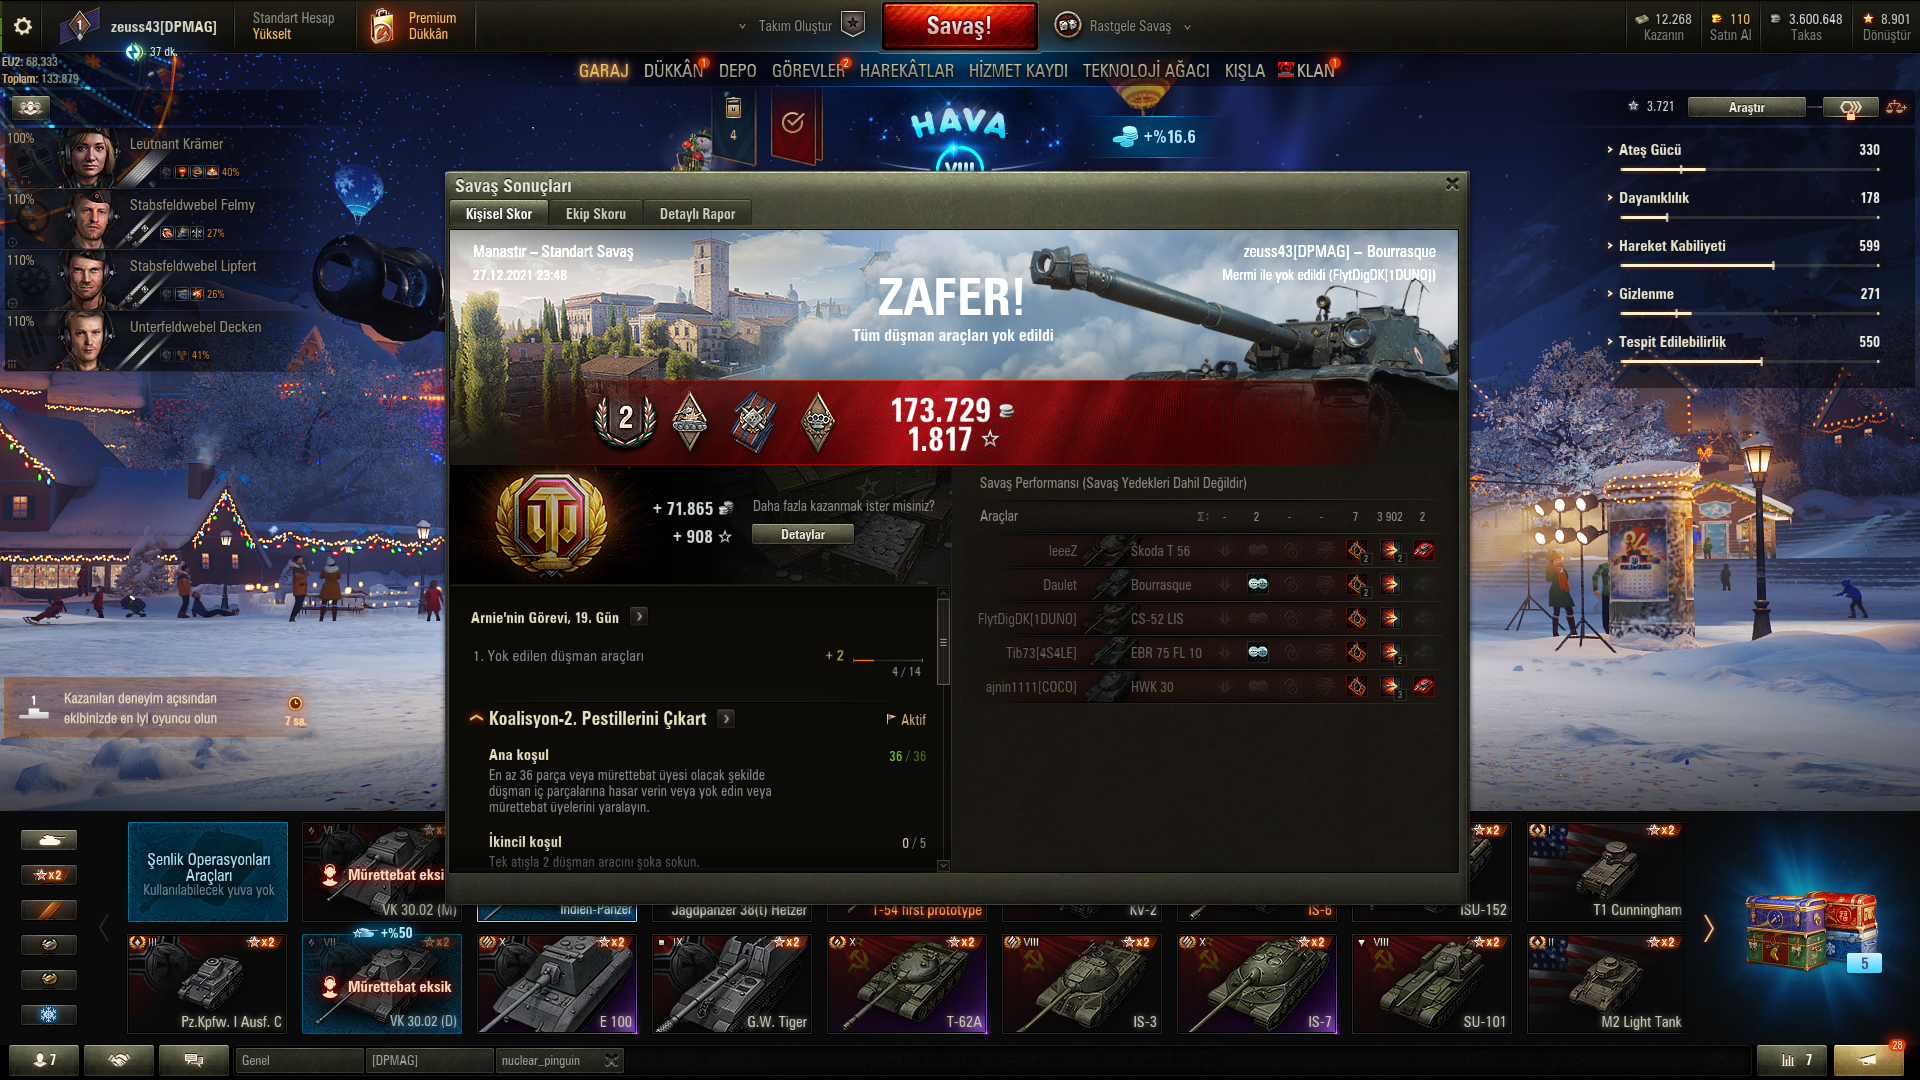 zeuss43[DPMAG]
Standart Hesap
Yükselt
Premium
Dükkân
Takım Oluştur
Savaş!
Rastgele Savaş
12.268
Kazanın
110
Satın Al
3.600.648
Takas
8.901
Dönüştür
37 dk.
EU2: 68.333
Toplam: 133.879
GARAJ
DÜKKÂN
1
DEPO
GÖREVLER
2
HAREKÂTLAR
HİZMET KAYDI
TEKNOLOJİ AĞACI
KIŞLA
KLAN
1
3.721
Araştır
4
HAVA
VIII
+%16.6
100%
Leutnant Krämer
40%
110%
Stabsfeldwebel Felmy
27%
110%
Stabsfeldwebel Lipfert
26%
110%
Unterfeldwebel Decken
41%
Ateş Gücü
330
Dayanıklılık
178
Hareket Kabiliyeti
599
Gizlenme
271
Tespit Edilebilirlik
550
Savaş Sonuçları
Kişisel Skor
Ekip Skoru
Detaylı Rapor
Manastır – Standart Savaş
27.12.2021 23:48
zeuss43[DPMAG] – Bourrasque
Mermi ile yok edildi (FlytDigDK[1DUNO])
ZAFER!
Tüm düşman araçları yok edildi
2
173.729
1.817
+ 71.865
+ 908
Daha fazla kazanmak ister misiniz?
Detaylar
Savaş Performansı (Savaş Yedekleri Dahil Değildir)
Araçlar
Σ: - 2 - - 7 3 902 2
leeeZ Skoda T 56 2 2
Daulet Bourrasque 2
FlytDigDK[1DUNO] CS-52 LIS
Tib73[4S4LE] EBR 75 FL 10 2
ajnin1111[COCO] HWK 30 3
Arnie'nin Görevi, 19. Gün
1. Yok edilen düşman araçları
+ 2
4 / 14
Koalisyon-2. Pestillerini Çıkart
Aktif
Ana koşul
36 / 36
En az 36 parça veya mürettebat üyesi olacak şekilde
düşman iç parçalarına hasar verin veya yok edin veya
mürettebat üyelerini yaralayın.
İkincil koşul
0 / 5
Tek atışla 2 düşman aracını şoka sokun.
1
Kazanılan deneyim açısından
ekibinizde en iyi oyuncu olun
7 sa.
x2
Şenlik Operasyonları
Araçları
Kullanılabilecek yuva yok
VI
Mürettebat eksi
VK 30.02 (M)
Indien-Panzer
Jagdpanzer 38(t) Hetzer
T-54 first prototype
KV-2
IS-6
x2
ISU-152
I
x2
T1 Cunningham
III
x2
Pz.Kpfw. I Ausf. C
+%50
VII
x2
Mürettebat eksik
VK 30.02 (D)
X
x2
E 100
IX
x2
G.W. Tiger
X
x2
T-62A
VIII
x2
IS-3
X
x2
IS-7
VIII
x2
SU-101
II
x2
M2 Light Tank
5
7
Genel
[DPMAG]
nuclear_pinguin
7
28